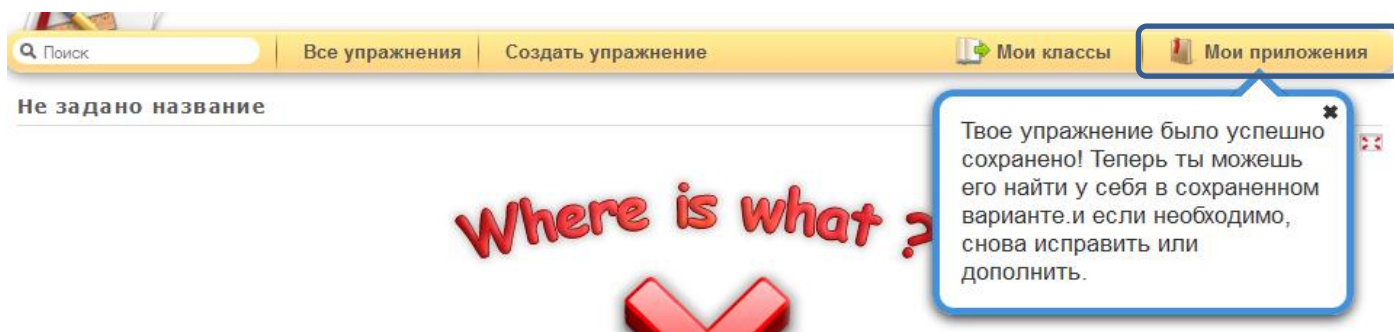 Поиск
Все упражнения
Создать упражнение
Мои классы
Мои приложения
Не задано название
Where is what ?
Твое упражнение было успешно
сохранено! Теперь ты можешь
его найти у себя в сохраненном
варианте.и если необходимо,
снова исправить или
дополнить.